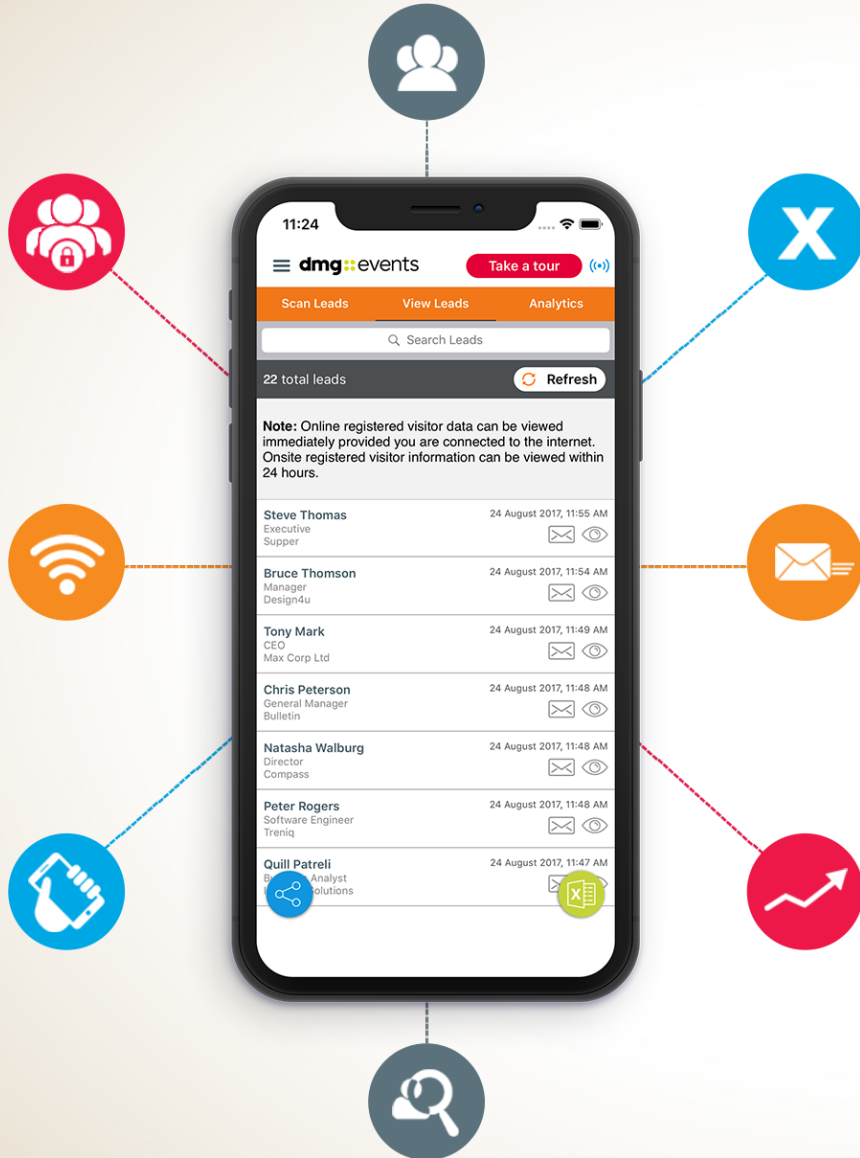 11:24
dmg::events
Take a tour
Scan Leads View Leads Analytics
Search Leads
22 total leads
Refresh
Note: Online registered visitor data can be viewed
immediately provided you are connected to the internet.
Onsite registered visitor information can be viewed within
24 hours.
Steve Thomas 24 August 2017, 11:55 AM
Executive
Supper
Bruce Thomson 24 August 2017, 11:54 AM
Manager
Design4u
Tony Mark 24 August 2017, 11:49 AM
CEO
Max Corp Ltd
Chris Peterson 24 August 2017, 11:48 AM
General Manager
Bulletin
Natasha Walburg 24 August 2017, 11:48 AM
Director
Compass
Peter Rogers 24 August 2017, 11:48 AM
Software Engineer
Treniq
Quill Patreli 24 August 2017, 11:47 AM
Analyst
Solutions
X
X